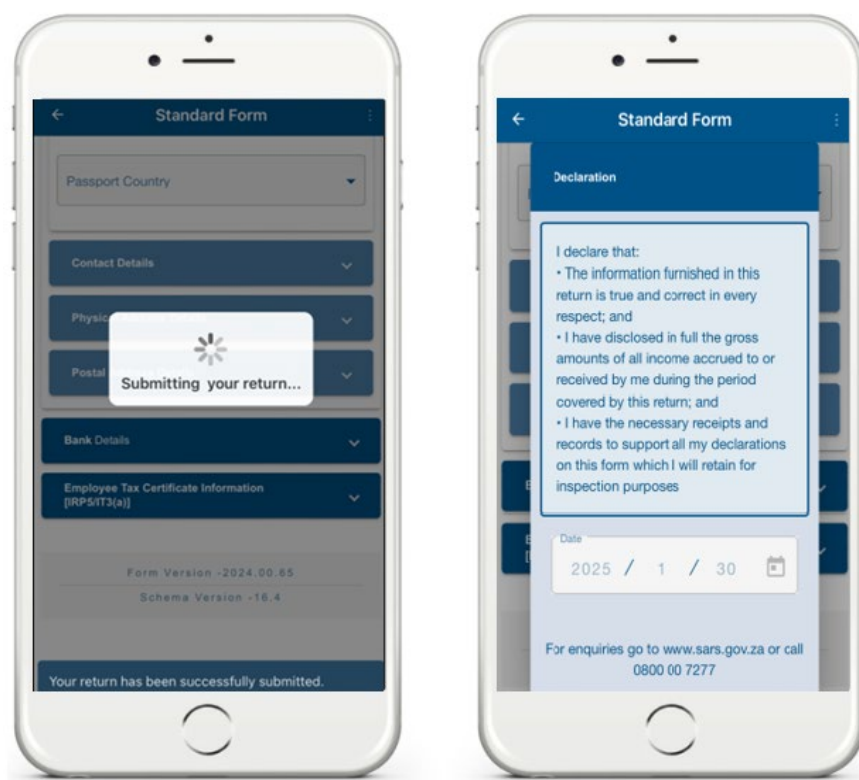 Standard Form
Passport Country
Contact Details
Physic
Postal
Submitting your return...
Bank Details
Employee Tax Certificate Information
[IRP5/IT3(a)]
Form Version -2024.00.65
Schema Version -16.4
Your return has been successfully submitted.
Standard Form
Declaration
I declare that:
• The information furnished in this
return is true and correct in every
respect; and
• I have disclosed in full the gross
amounts of all income accrued to or
received by me during the period
covered by this return; and
• I have the necessary receipts and
records to support all my declarations
on this form which I will retain for
inspection purposes
Date
2025 / 1 / 30
For enquiries go to www.sars.gov.za or call
0800 00 7277